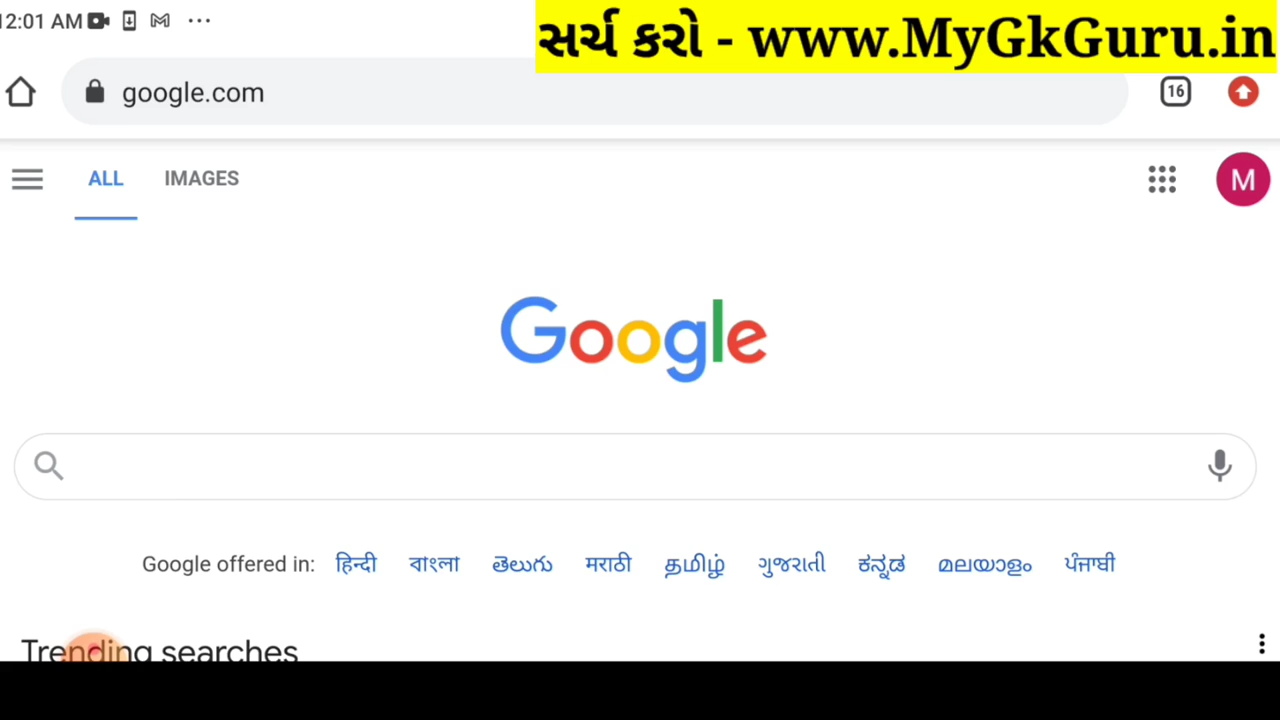 12:01 AM
સર્ચ કરો - www.MyGkGuru.in
google.com
16
ALL IMAGES
M
Google
Google offered in: हिन्दी বাংলা తెలుగు मराठी தமிழ் ગુજરાતી ಕನ್ನಡ മലയാളം ਪੰਜਾਬੀ
Trending searches